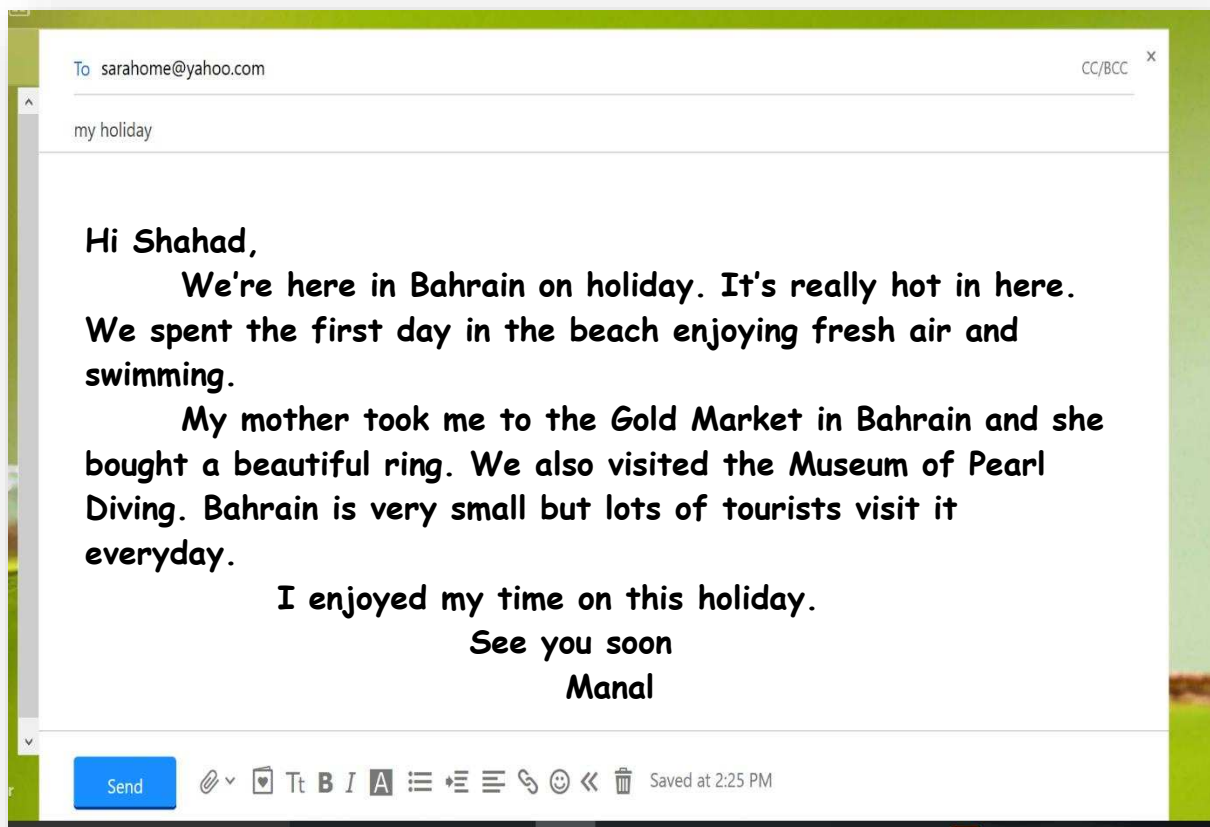 To sarahome@yahoo.com CC/BCC x
my holiday
Hi Shahad,
We're here in Bahrain on holiday. It's really hot in here.
We spent the first day in the beach enjoying fresh air and
swimming.
My mother took me to the Gold Market in Bahrain and she
bought a beautiful ring. We also visited the Museum of Pearl
Diving. Bahrain is very small but lots of tourists visit it
everyday.
I enjoyed my time on this holiday.
See you soon
Manal
Send Tt B I A Saved at 2:25 PM